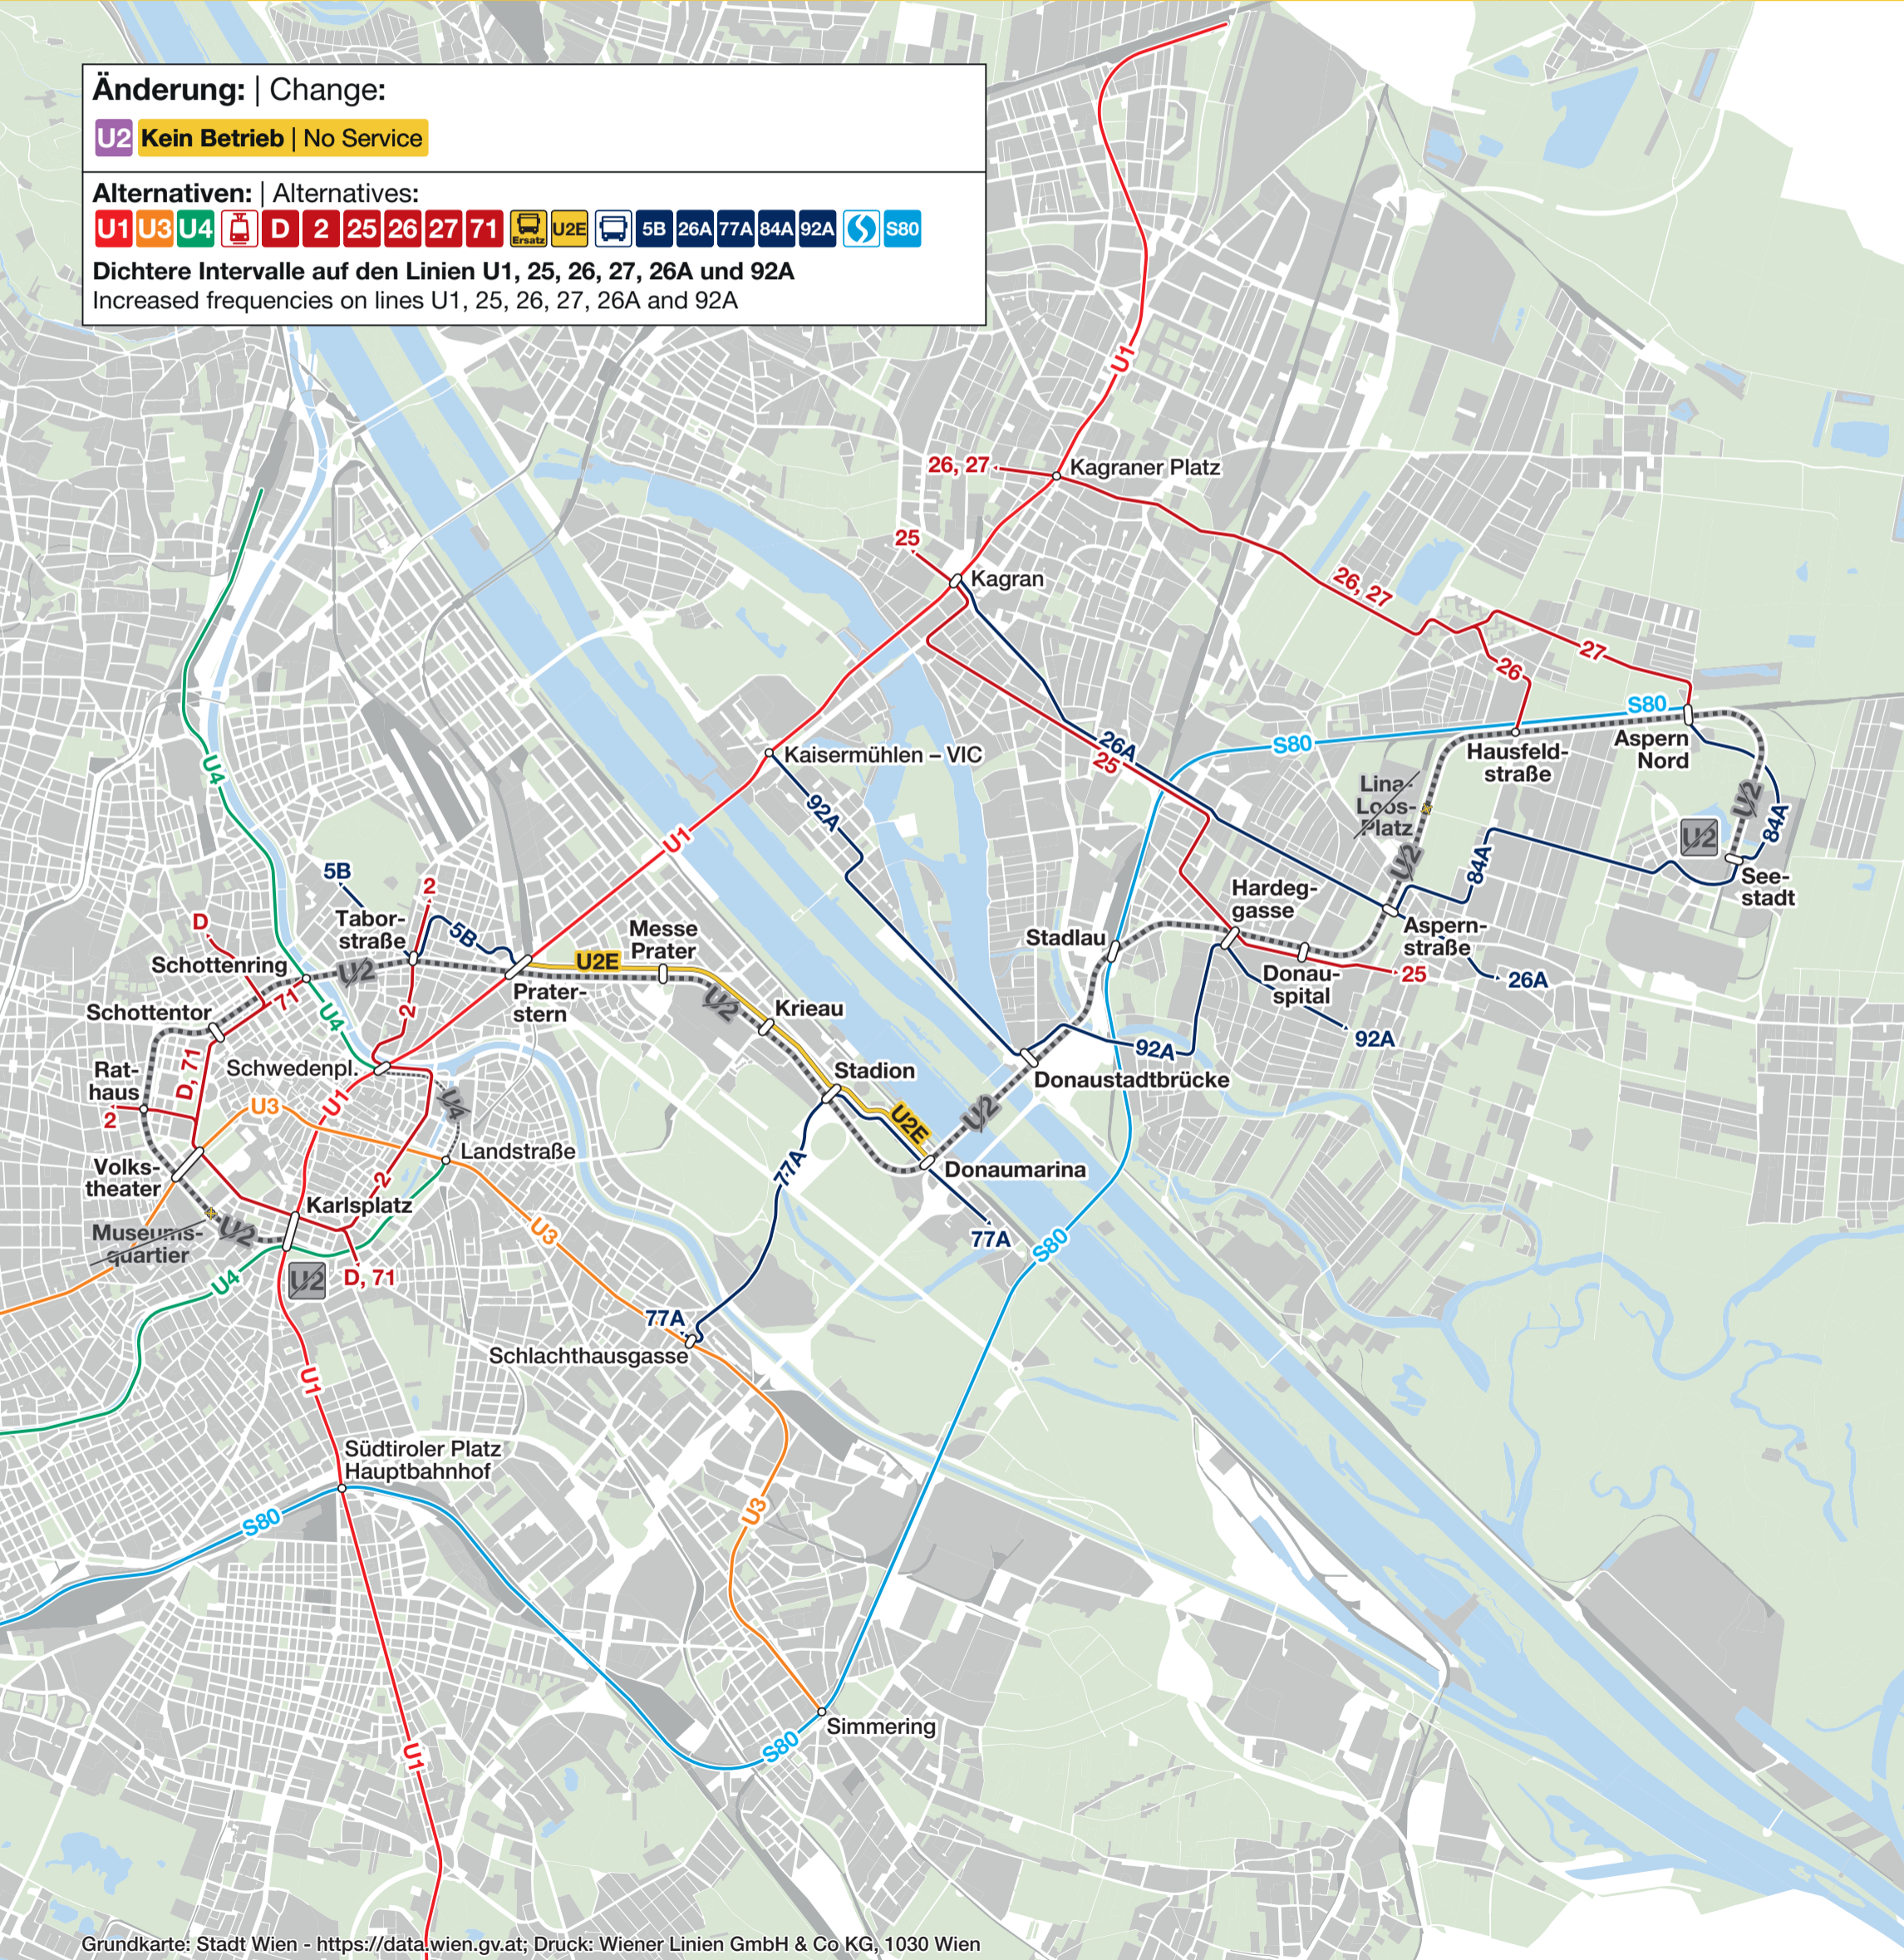 Änderung: | Change:
U2 Kein Betrieb | No Service
Alternativen: | Alternatives:
U1 U3 U4 D 2 25 26 27 71 Ersatz U2E 5B 26A 77A 84A 92A S80
Dichtere Intervalle auf den Linien U1, 25, 26, 27, 26A und 92A
Increased frequencies on lines U1, 25, 26, 27, 26A and 92A
U1
26, 27
Kagraner Platz
25
Kagran
26, 27
27
26
S80
S80
Hausfeld-
straße
Aspern
Nord
26A
25
Kaisermühlen – VIC
92A
U4
U1
Lina-
Loos-
Platz
U2
U2
U2
84A
84A
See-
stadt
5B
2
Tabor-
straße
5B
D
Schottenring
U2
Messe
Prater
U2E
Prater-
stern
U2
Hardeg-
gasse
Stadlau
Donau-
spital
Aspern-
straße
25
26A
92A
92A
Schottentor
71
U4
2
Krieau
Rat-
haus
D, 71
Schwedenpl.
Stadion
Donaustadtbrücke
2
U3
U1
U4
U2E
U2
Landstraße
Volks-
theater
2
77A
Donaumarina
Karlsplatz
Museums-
quartier
U2
U3
77A
S80
U4
U2
D, 71
77A
Schlachthausgasse
U1
Südtiroler Platz
Hauptbahnhof
S80
U3
Simmering
S80
U1
Grundkarte: Stadt Wien - https://data.wien.gv.at; Druck: Wiener Linien GmbH & Co KG, 1030 Wien